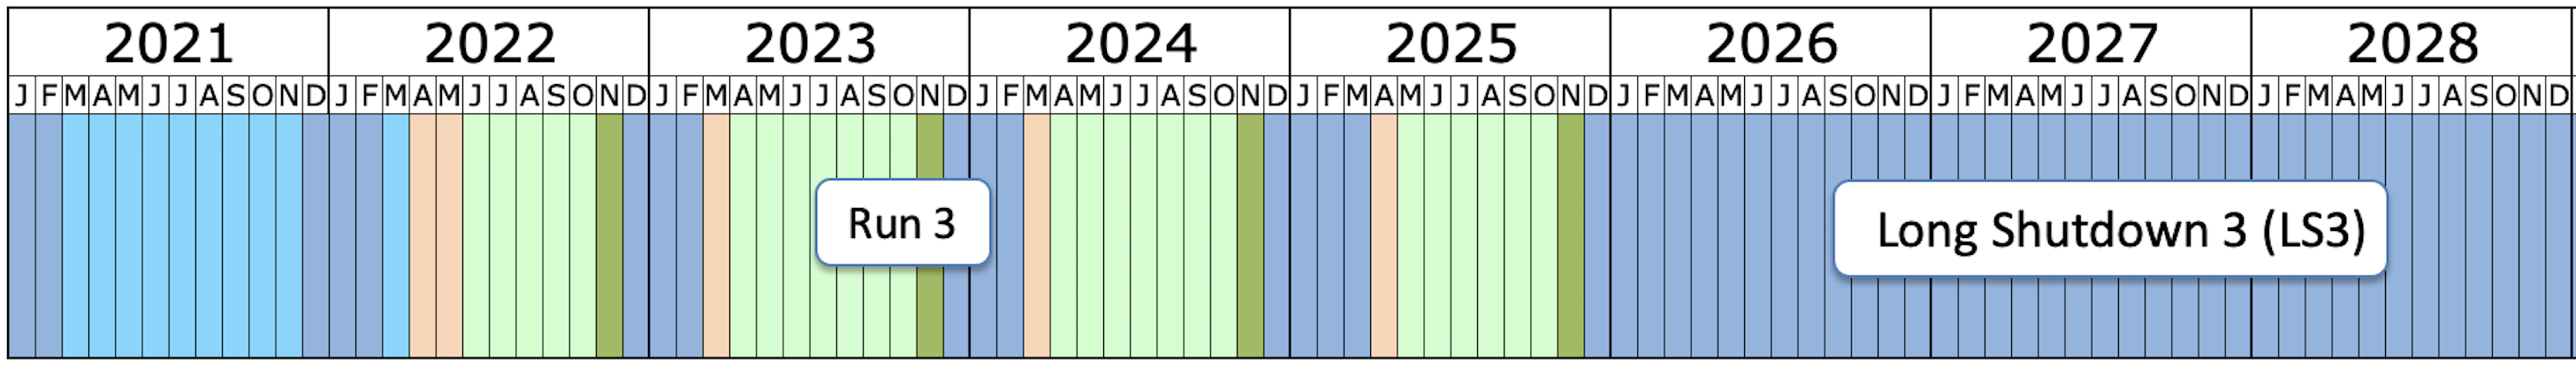 2021 2022 2023 2024 2025 2026 2027 2028
J F M A M J J A S O N D J F M A M J J A S O N D J F M A M J J A S O N D J F M A M J J A S O N D J F M A M J J A S O N D J F M A M J J A S O N D J F M A M J J A S O N D J F M A M J J A S O N D
Run 3
Long Shutdown 3 (LS3)